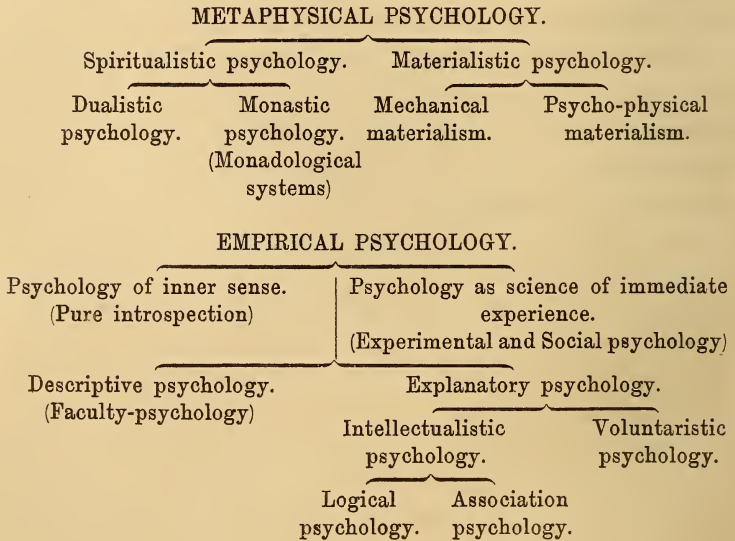 METAPHYSICAL PSYCHOLOGY.
Spiritualistic psychology. Materialistic psychology.
Dualistic Monastic Mechanical Psycho-physical
psychology. psychology. materialism. materialism.
(Monadological
systems)
EMPIRICAL PSYCHOLOGY.
Psychology of inner sense. Psychology as science of immediate
(Pure introspection) experience.
(Experimental and Social psychology)
Descriptive psychology. Explanatory psychology.
(Faculty-psychology)
Intellectualistic Voluntaristic
psychology. psychology.
Logical Association
psychology. psychology.